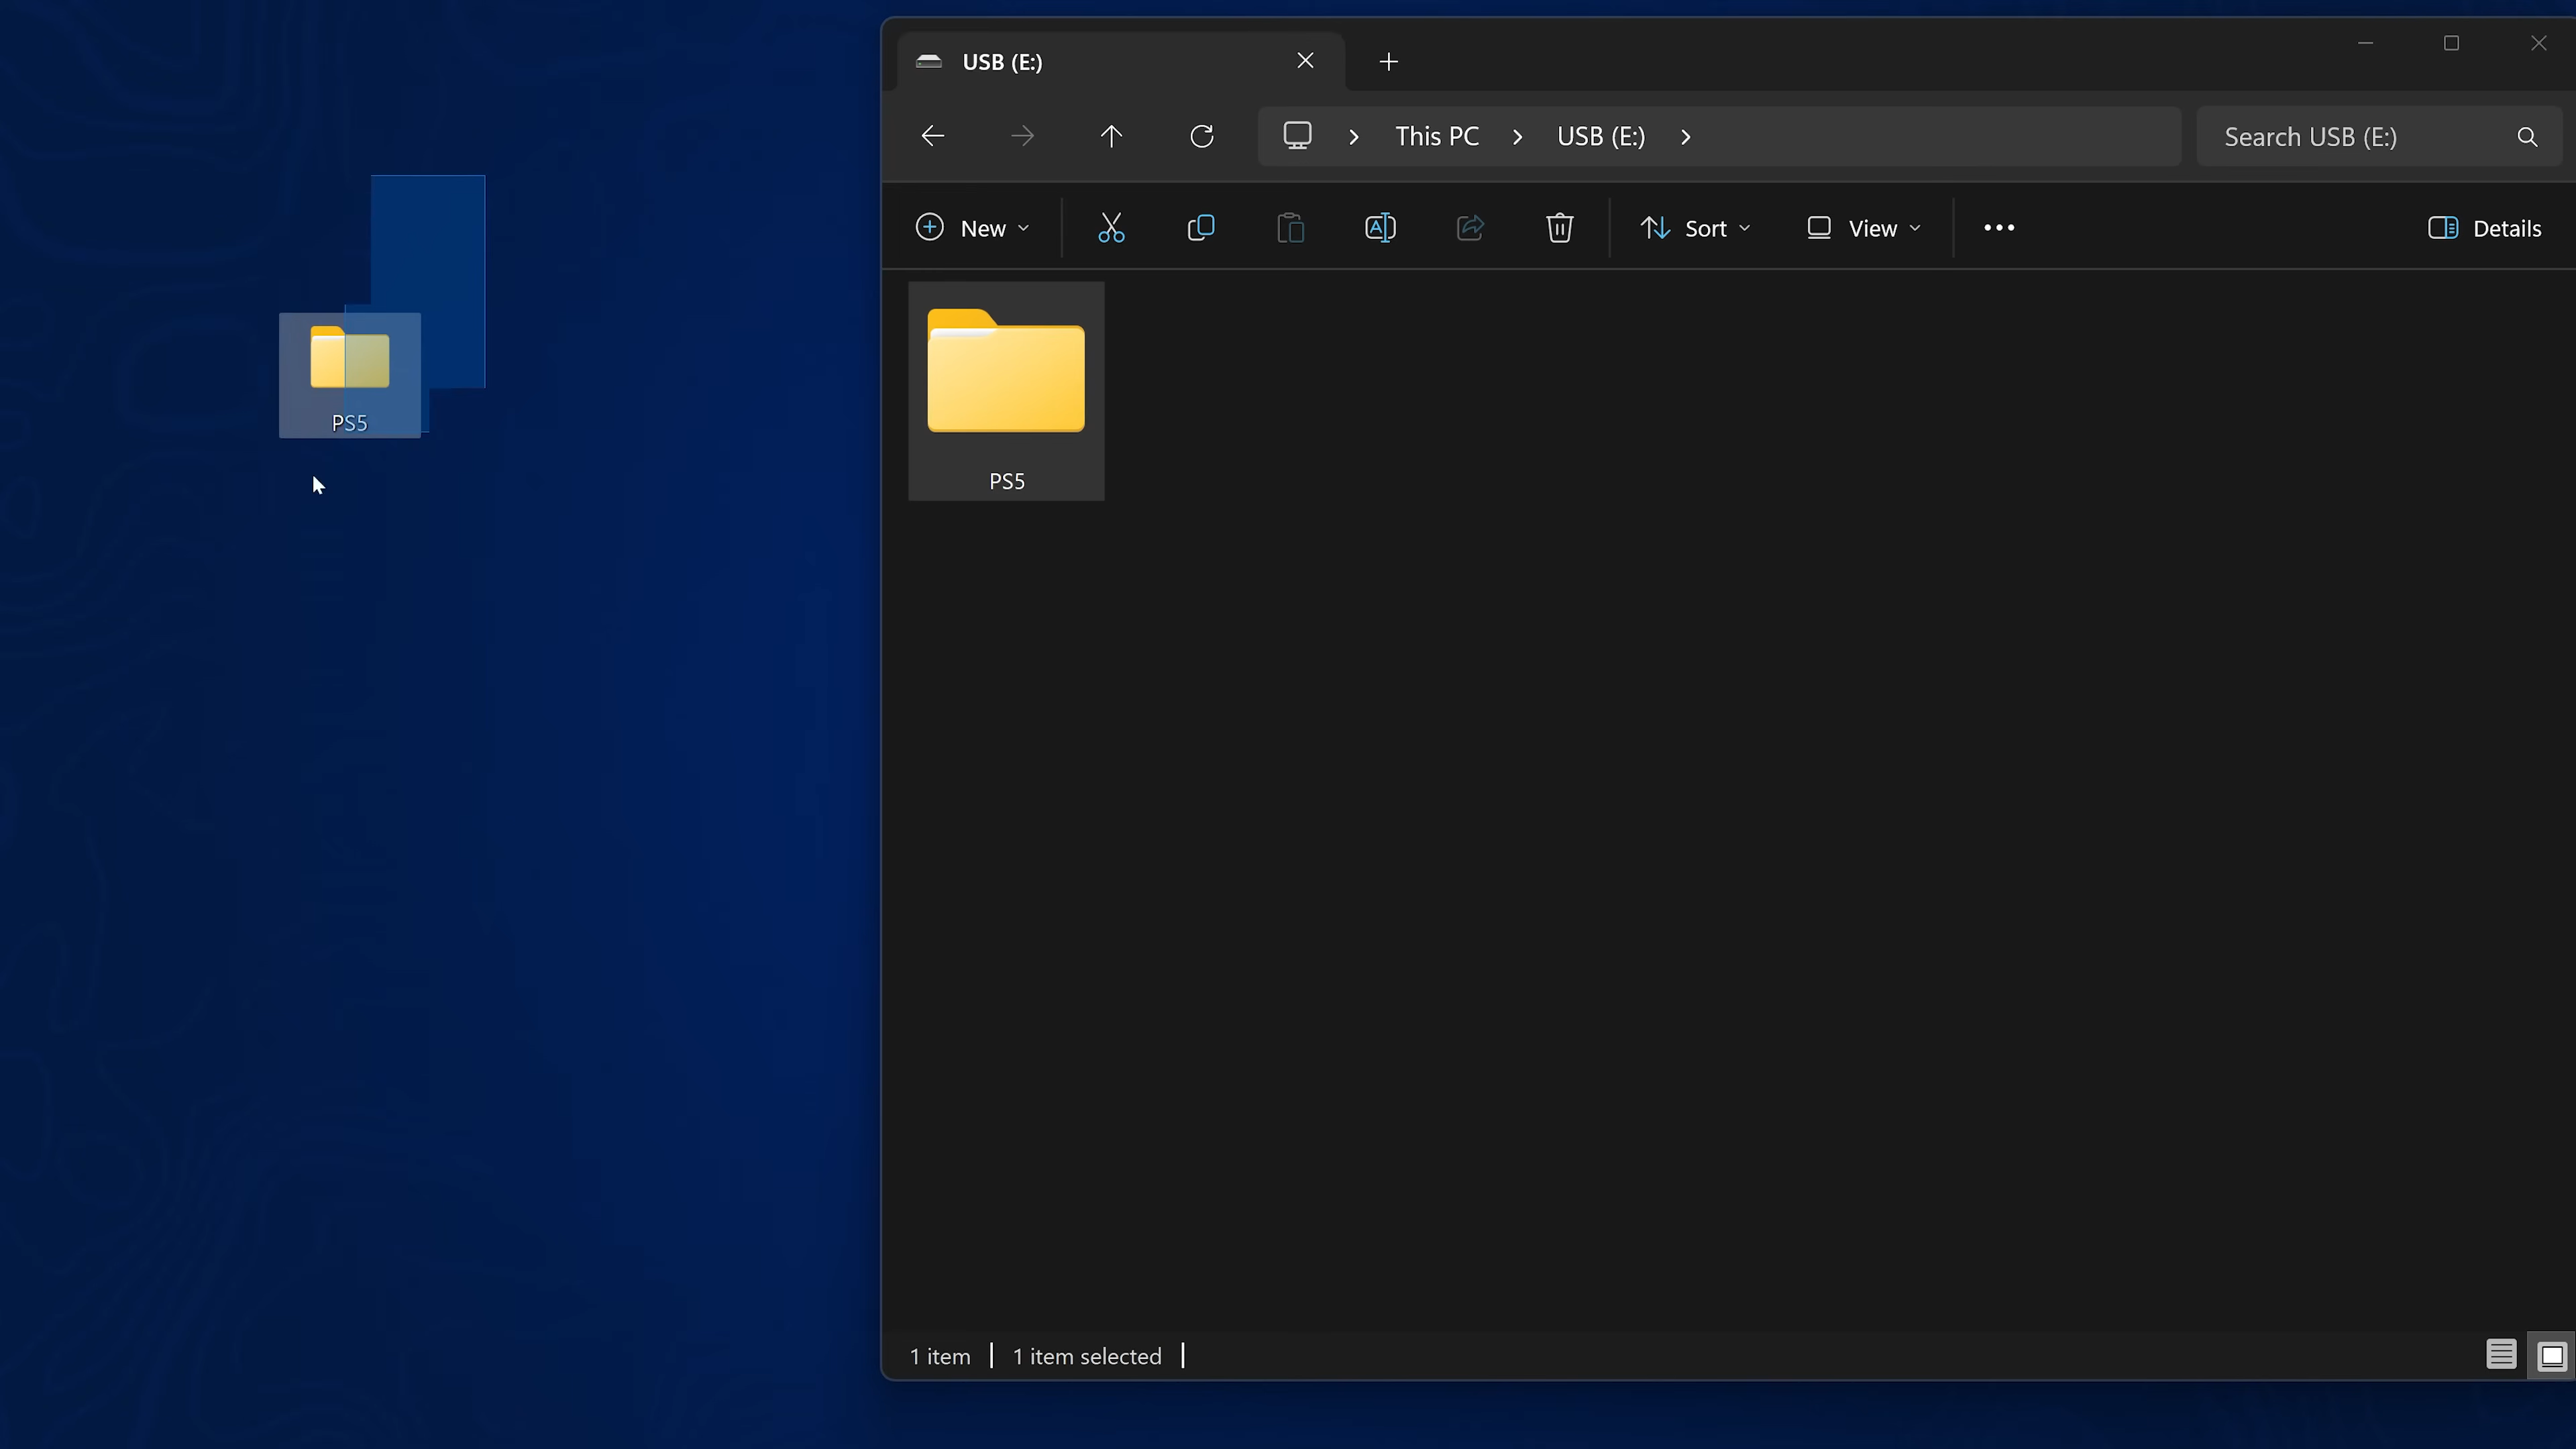 USB (E:)
This PC
USB (E:)
Search USB (E:)
New
A
Sort
View
Details
PS5
PS5
1 item
1 item selected